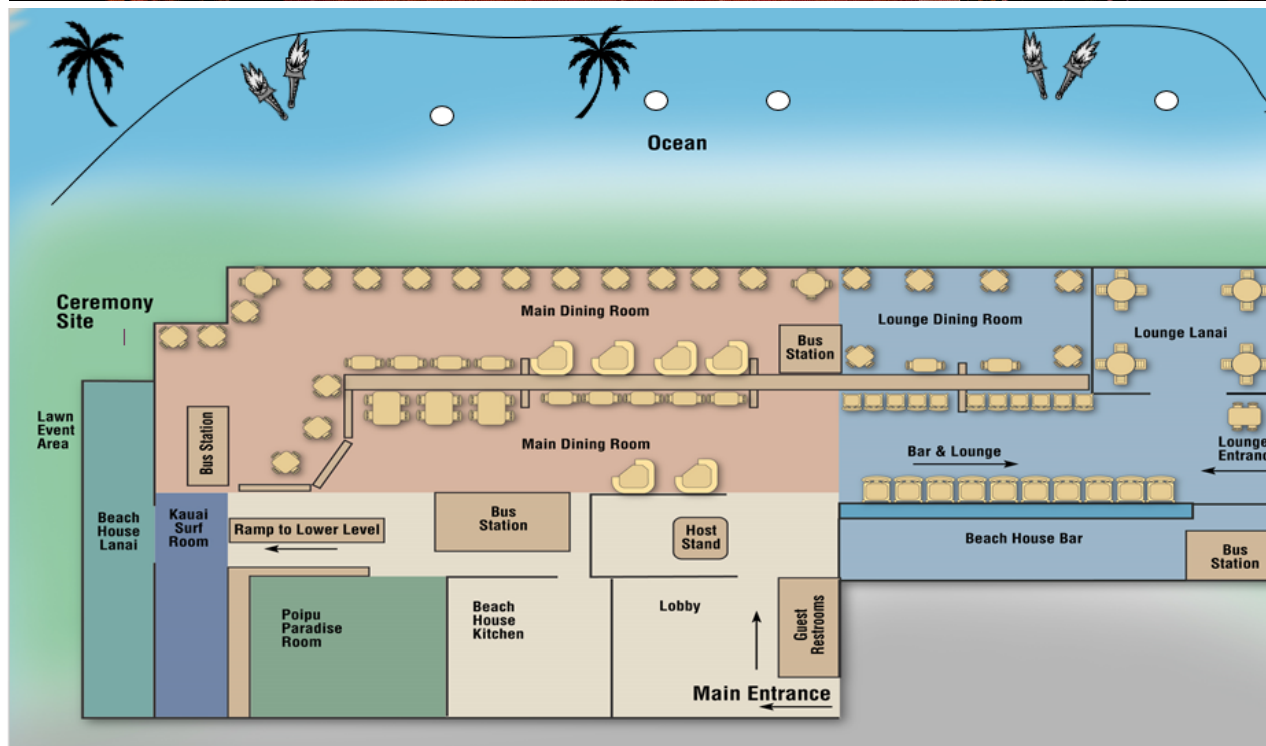 Ocean
Ceremony
Site
Main Dining Room
Lounge Dining Room
Lounge Lanai
Bus
Station
Lawn
Event
Area
Bus Station
Main Dining Room
Bar & Lounge
Lounge
Entrance
Beach
House
Lanai
Kauai
Surf
Room
Ramp to Lower Level
Bus
Station
Host
Stand
Beach House Bar
Bus
Station
Poipu
Paradise
Room
Beach
House
Kitchen
Lobby
Guest
Restrooms
Main Entrance